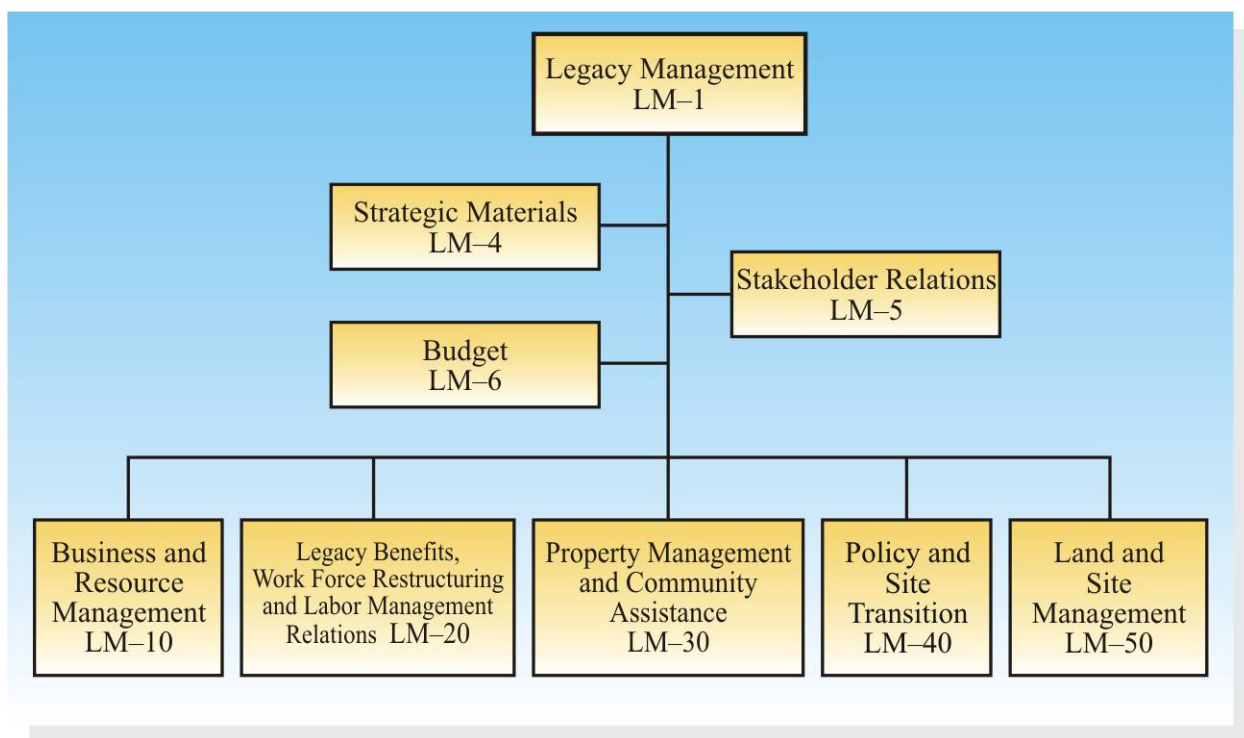 Legacy Management
LM–1
Strategic Materials
LM–4
Stakeholder Relations
LM–5
Budget
LM–6
Business and
Resource
Management
LM–10
Legacy Benefits,
Work Force Restructuring
and Labor Management
Relations LM–20
Property Management
and Community
Assistance
LM–30
Policy and
Site
Transition
LM–40
Land and
Site
Management
LM–50